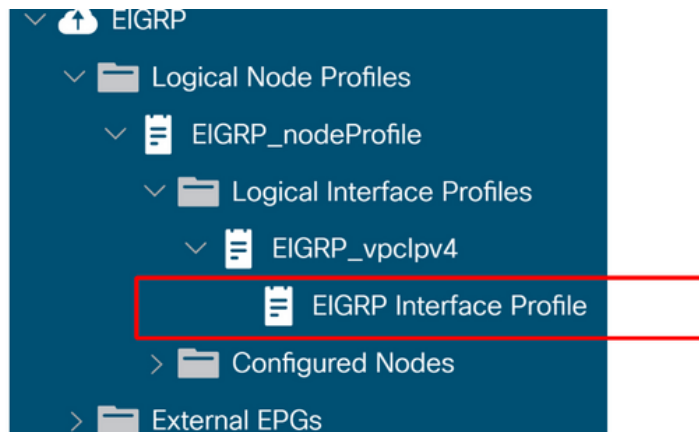 EIGRP
Logical Node Profiles
EIGRP_nodeProfile
Logical Interface Profiles
EIGRP_vpcIpv4
EIGRP Interface Profile
Configured Nodes
External EPGs